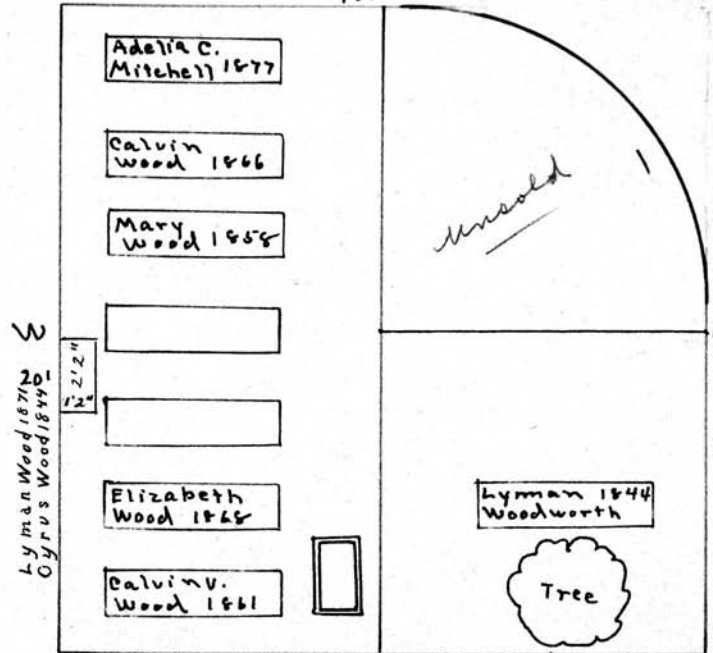 Adelia C.
Mitchell 1877
Calvin
Wood 1866
Mary
Wood 1858
unsold
W
20'
2'2"
1'2"
Lyman Wood 1871
Cyrus Wood 1844
Elizabeth
Wood 1868
Calvin V.
Wood 1861
Lyman 1844
Woodworth
Tree